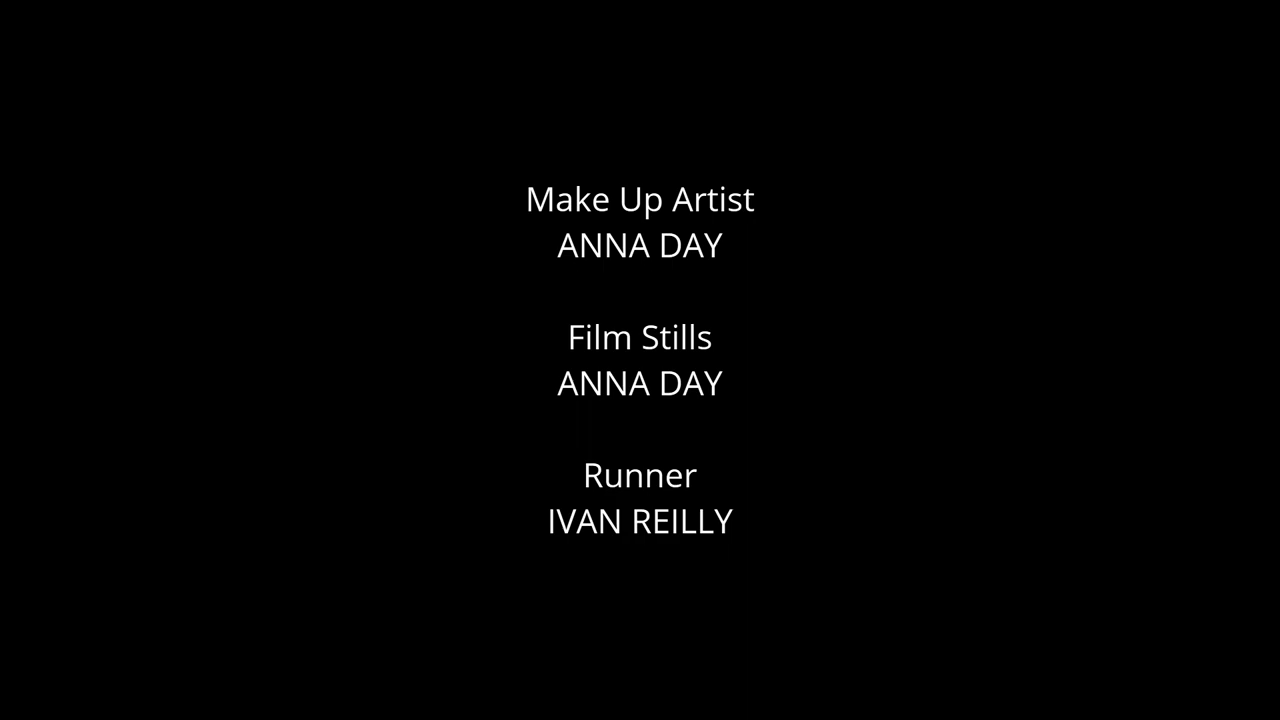 Make Up Artist
ANNA DAY
Film Stills
ANNA DAY
Runner
IVAN REILLY